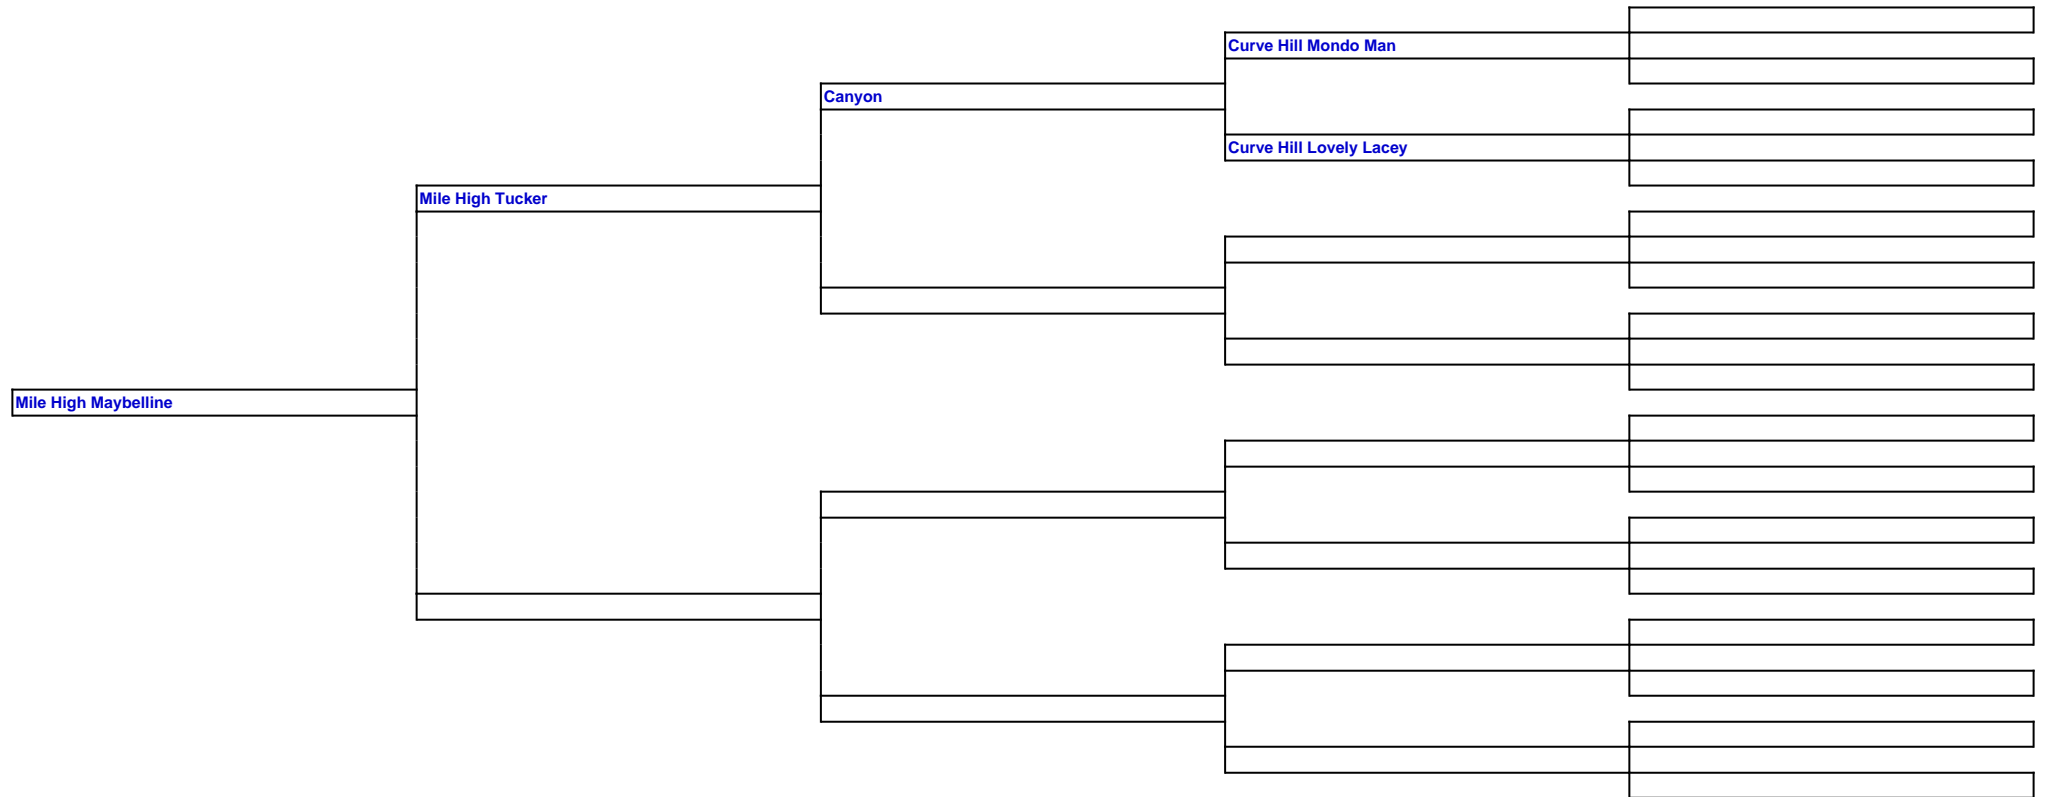 Curve Hill Mondo Man
Canyon
Curve Hill Lovely Lacey
Mile High Tucker
Mile High Maybelline